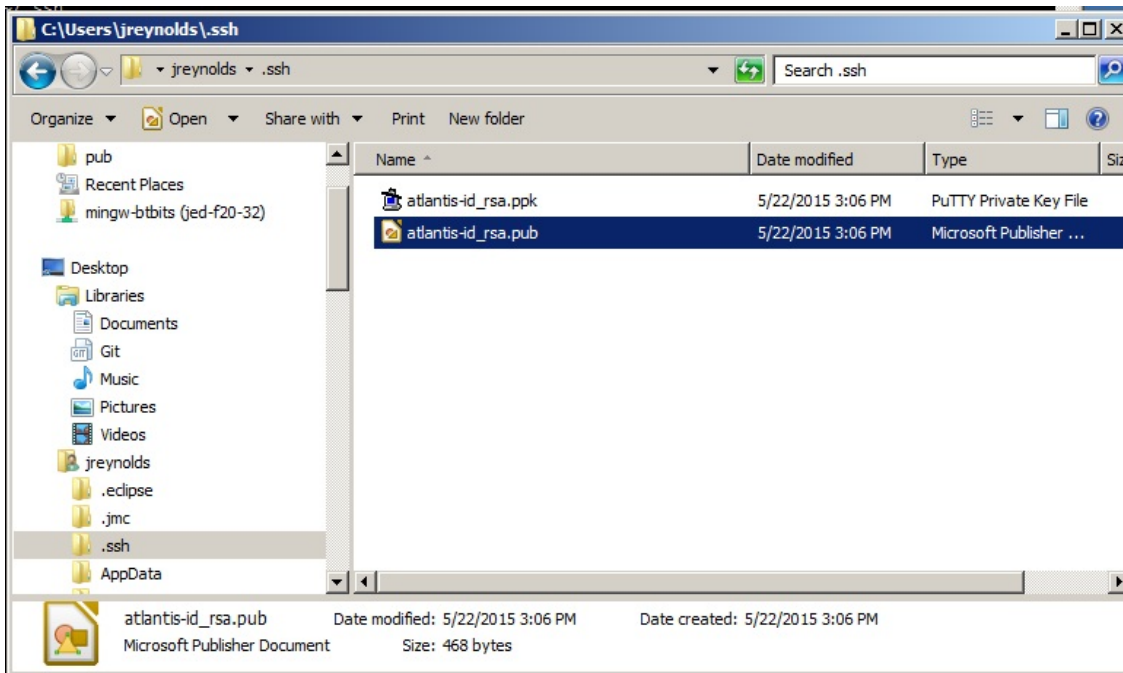 C:\Users\jreynolds\.ssh
jreynolds .ssh
Search .ssh
Organize Open Share with Print New folder
pub
Recent Places
mingw-btbits (jed-f20-32)
Desktop
Libraries
Documents
Git
Music
Pictures
Videos
jreynolds
.eclipse
.jmc
.ssh
AppData
Name Date modified Type Siz
atlantis-id_rsa.ppk 5/22/2015 3:06 PM PuTTY Private Key File
atlantis-id_rsa.pub 5/22/2015 3:06 PM Microsoft Publisher ...
atlantis-id_rsa.pub Date modified: 5/22/2015 3:06 PM Date created: 5/22/2015 3:06 PM
Microsoft Publisher Document Size: 468 bytes